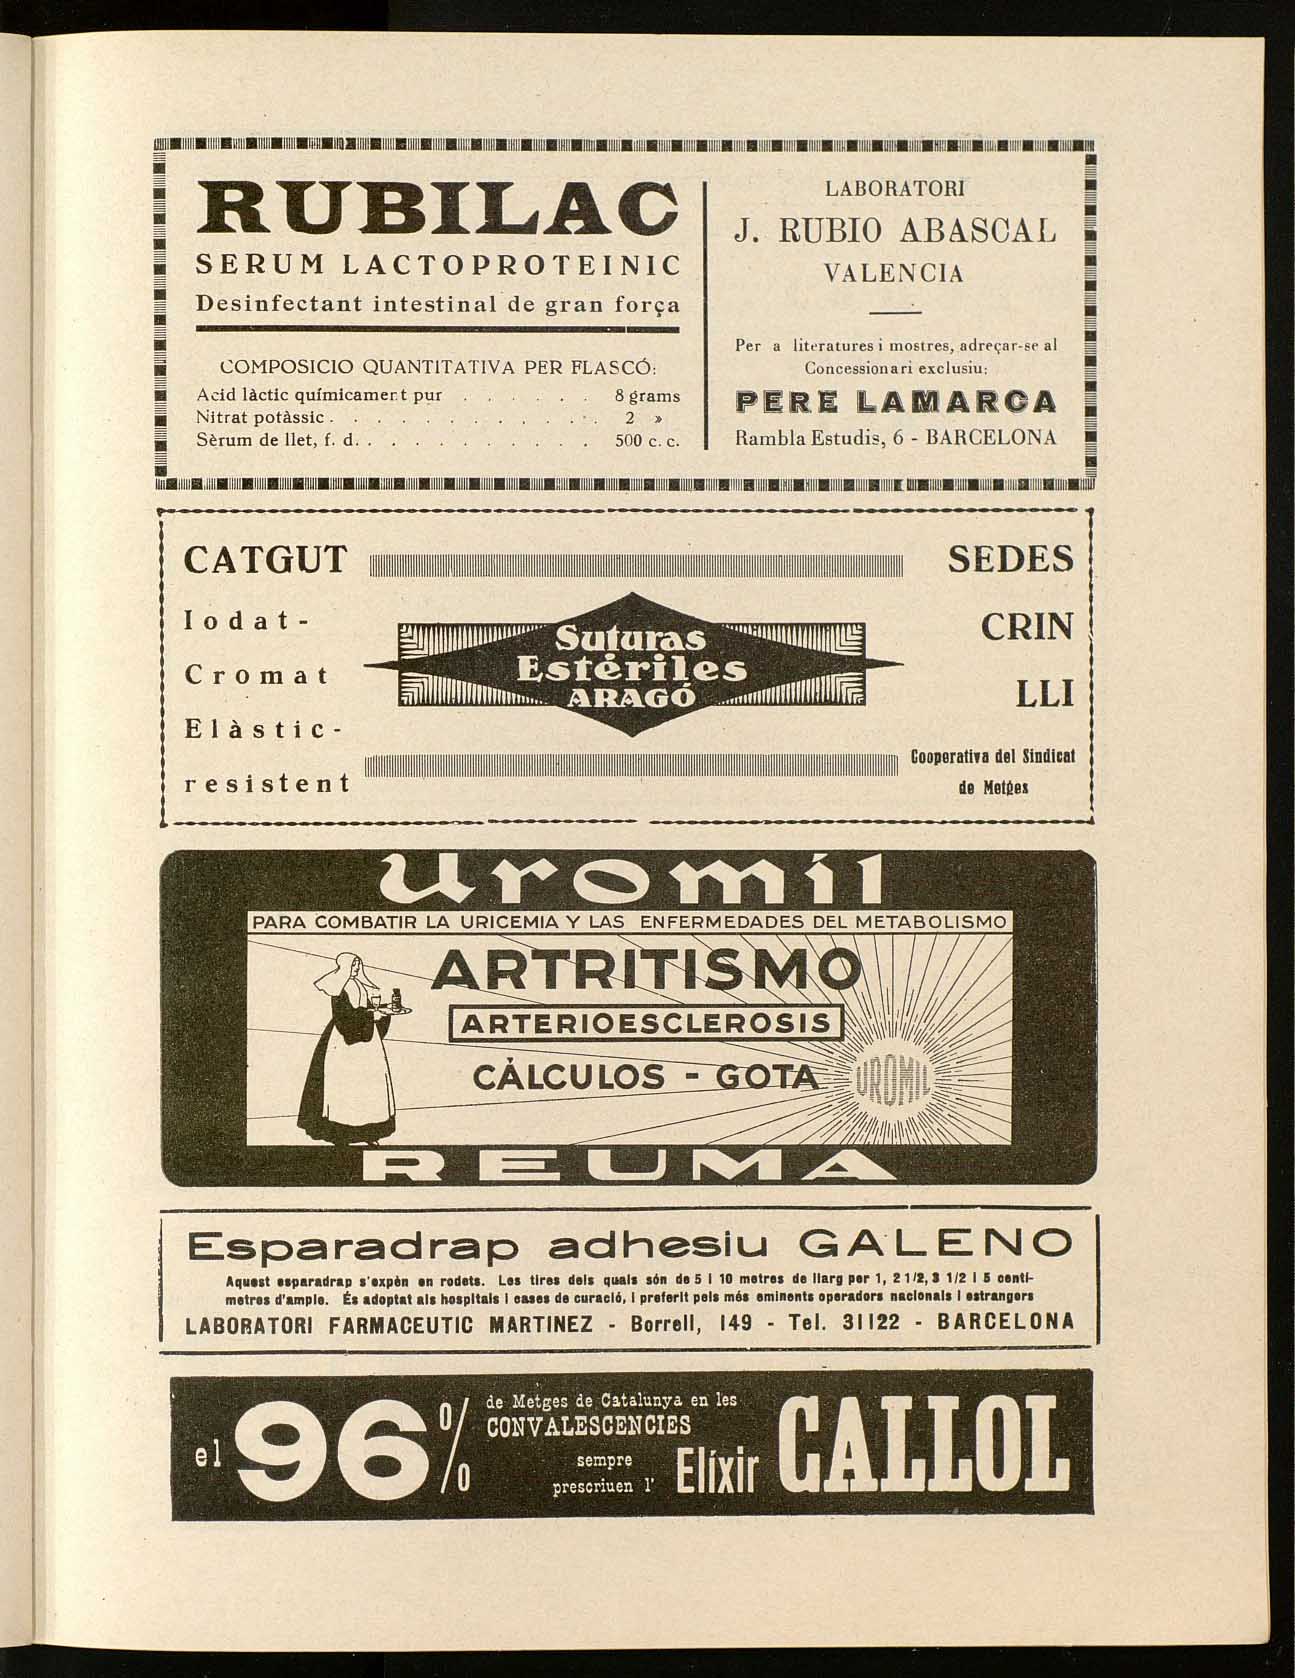 RUBILAC
SERUM LACTOPROTEINIC
Desinfectant intestinal de gran força
COMPOSICIO QUANTITATIVA PER FLASCÓ:
Acid làctic químicament pur . . . . . . 8 grams
Nitrat potàssic . . . . . . . . . . . 2 »
Sèrum de llet, f. d. . . . . . . . . . . 500 c. c.
LABORATORI
J. RUBIO ABASCAL
VALENCIA
Per a literatures i mostres, adreçar-se al
Concessionari exclusiu:
PERE LAMARCA
Rambla Estudis, 6 - BARCELONA
CATGUT
Iodat-
Cromat
Elàstic-
resistent
Suturas
Estériles
ARAGÓ
SEDES
CRIN
LLI
Cooperativa del Sindicat
de Metges
Uromil
PARA COMBATIR LA URICEMIA Y LAS ENFERMEDADES DEL METABOLISMO
ARTRITISMO
ARTERIOESCLEROSIS
CÀLCULOS - GOTA
UROMIL
REUMA
Esparadrap adhesiu GALENO
Aquest esparadrap s'expèn en rodets. Les tires dels quals són de 5 i 10 metres de llarg per 1, 2 1/2, 3 1/2 i 5 centí-
metres d'ample. És adoptat als hospitals i cases de curació, i preferit pels més eminents operadors nacionals i estrangers
LABORATORI FARMACEUTIC MARTINEZ - Borrell, 149 - Tel. 31122 - BARCELONA
el 96 %
de Metges de Catalunya en les
CONVALESCENCIES
sempre
prescriuen l'
Elíxir CALLOL